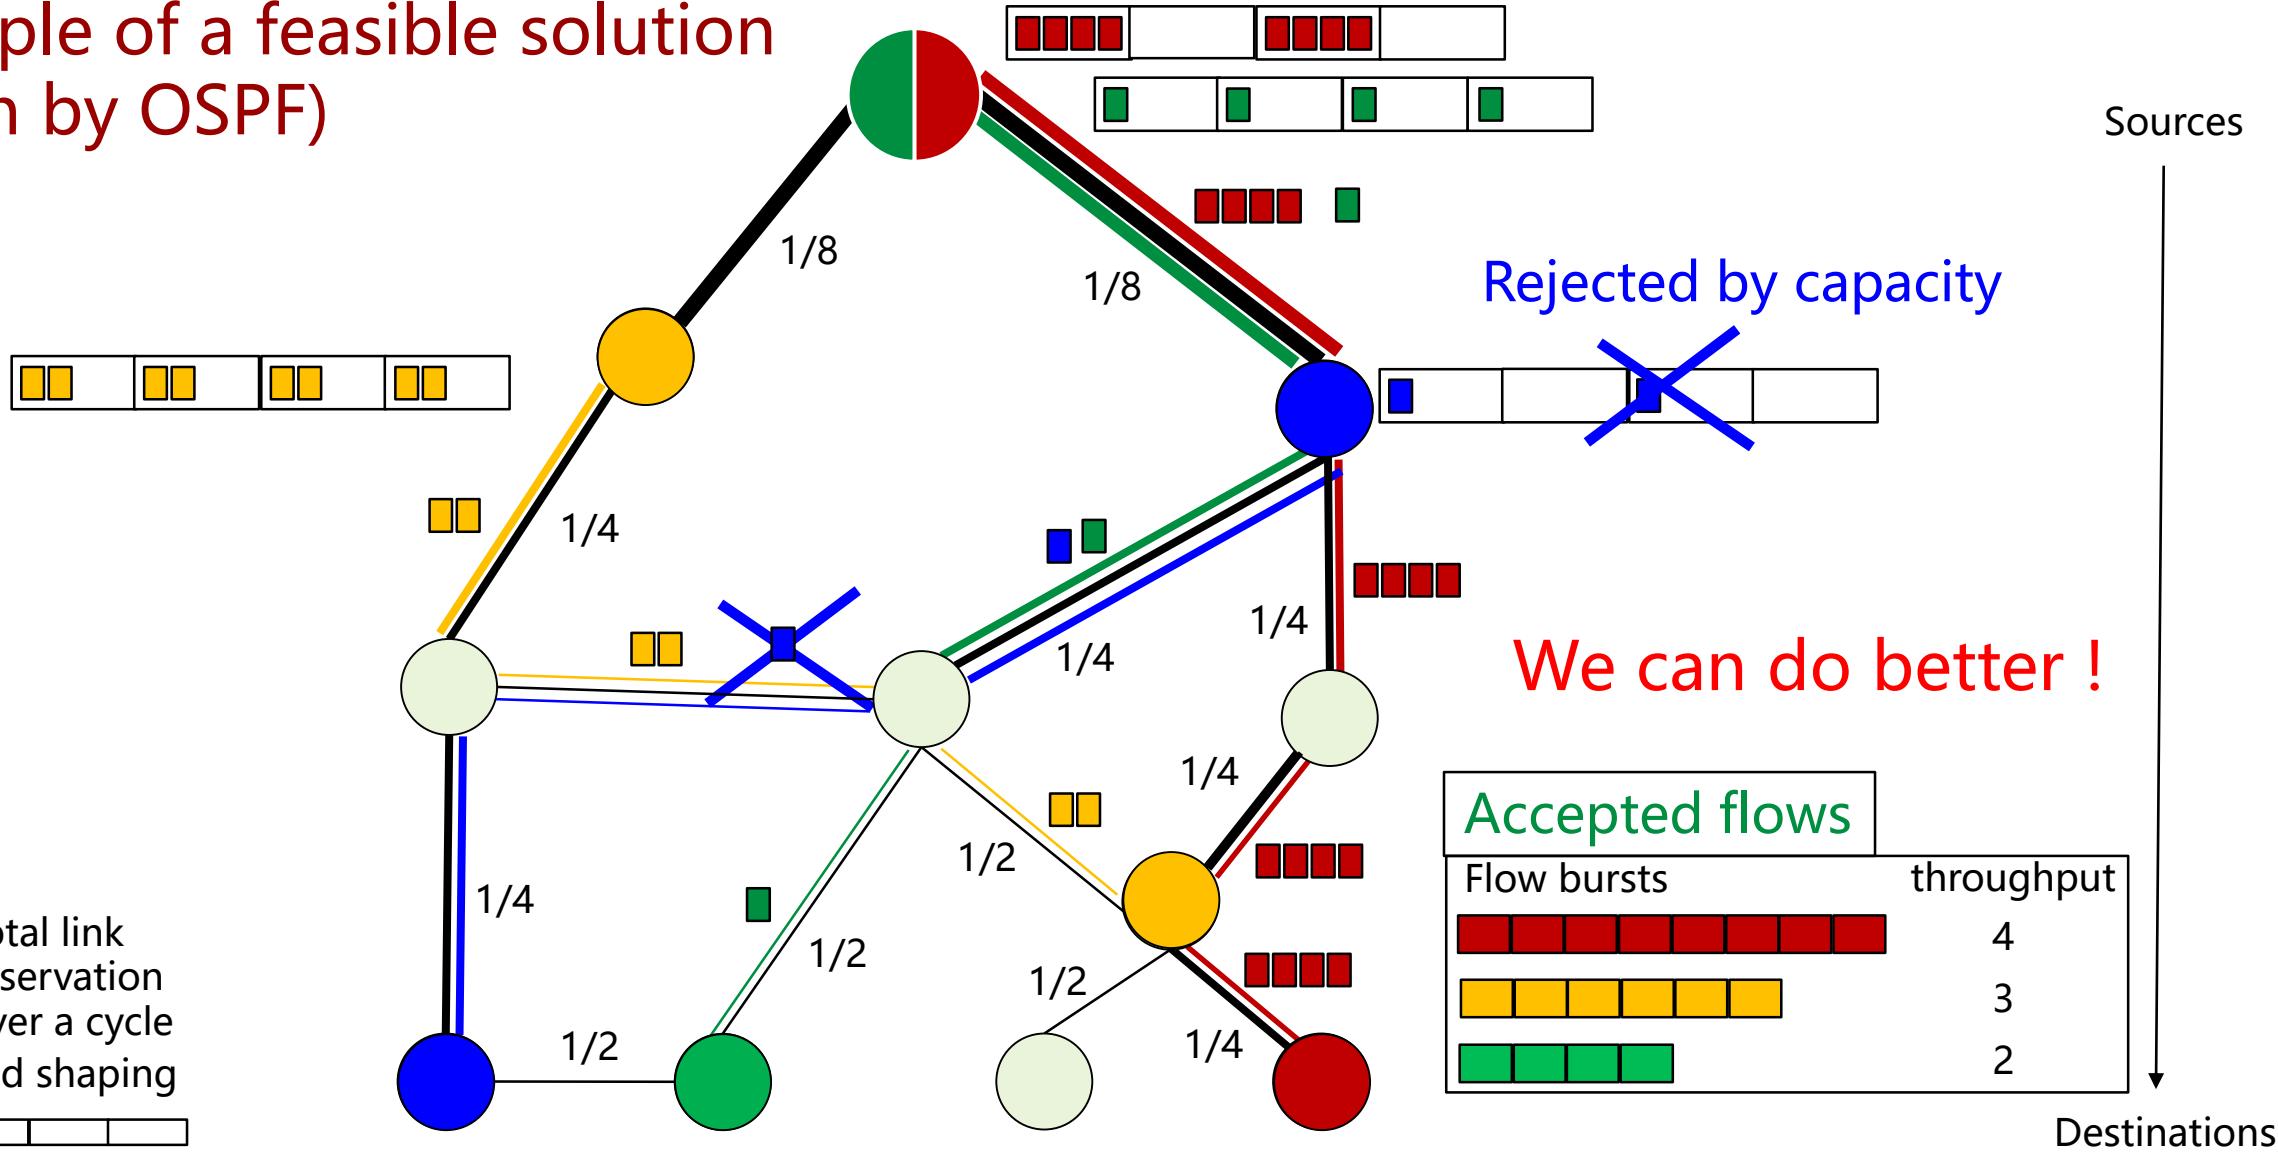 ple of a feasible solution
by OSPF)
Sources
1/8
1/8
Rejected by capacity
1/4
1/4
1/4
We can do better !
1/4
Accepted flows
1/2
Flow bursts throughput
1/4
4
otal link
1/2
servation
1/2
3
ver a cycle
1/2
1/4
d shaping
2
Destinations